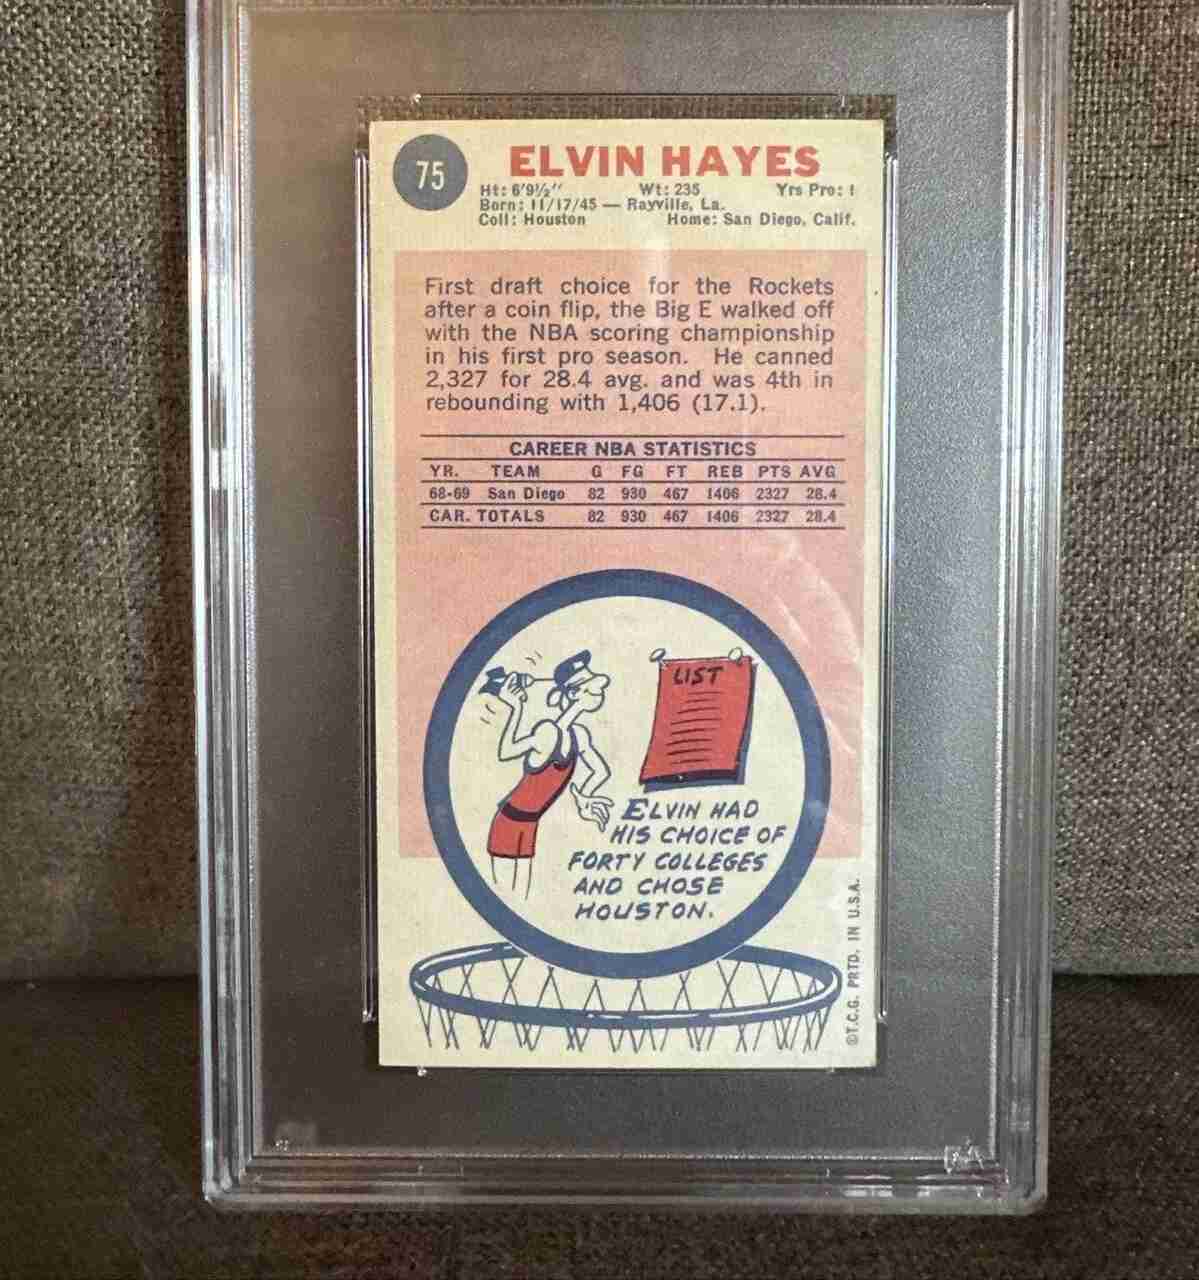 75
ELVIN HAYES
Ht: 6'9½" Wt: 235 Yrs Pro: 1
Born: 11/17/45 — Rayville, La.
Coll: Houston Home: San Diego, Calif.
First draft choice for the Rockets
after a coin flip, the Big E walked off
with the NBA scoring championship
in his first pro season. He canned
2,327 for 28.4 avg. and was 4th in
rebounding with 1,406 (17.1).
CAREER NBA STATISTICS
YR. TEAM G FG FT REB PTS AVG
68-69 San Diego 82 930 467 1406 2327 28.4
CAR. TOTALS 82 930 467 1406 2327 28.4
LIST
ELVIN HAD
HIS CHOICE OF
FORTY COLLEGES
AND CHOSE
HOUSTON.
©T.C.G. PRTD. IN U.S.A.